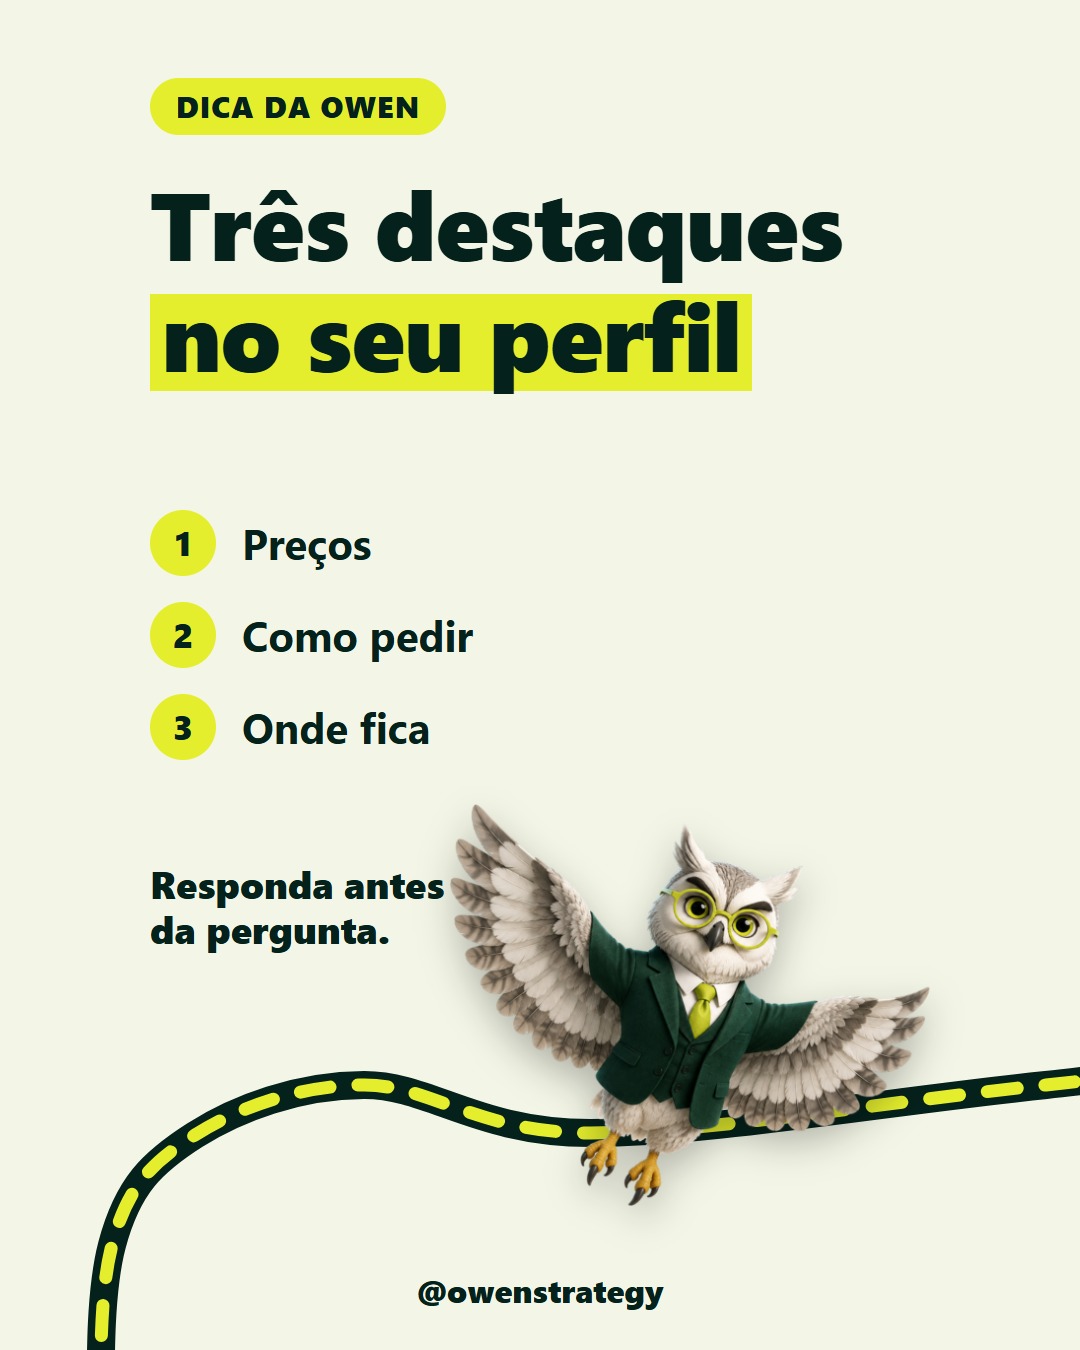 DICA DA OWEN
Três destaques
no seu perfil
1 Preços
2 Como pedir
3 Onde fica
Responda antes
da pergunta.
@owenstrategy